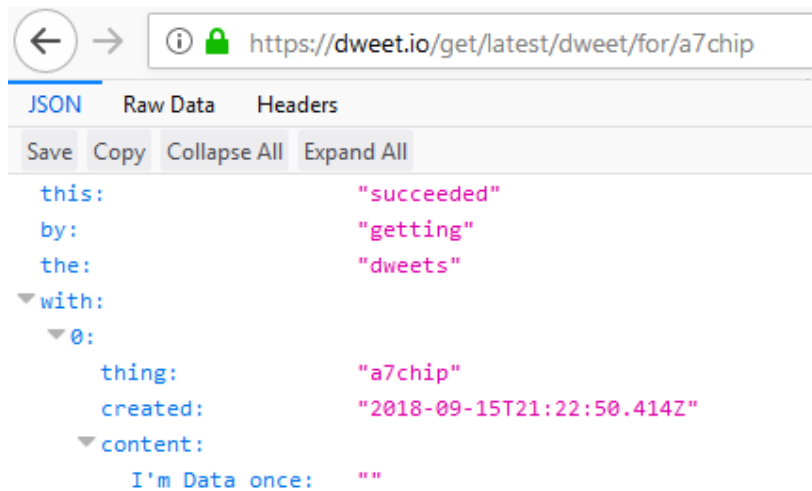 https://dweet.io/get/latest/dweet/for/a7chip
JSON Raw Data Headers
Save Copy Collapse All Expand All
this: "succeeded"
by: "getting"
the: "dweets"
with:
0:
thing: "a7chip"
created: "2018-09-15T21:22:50.414Z"
content:
I'm Data once: ""